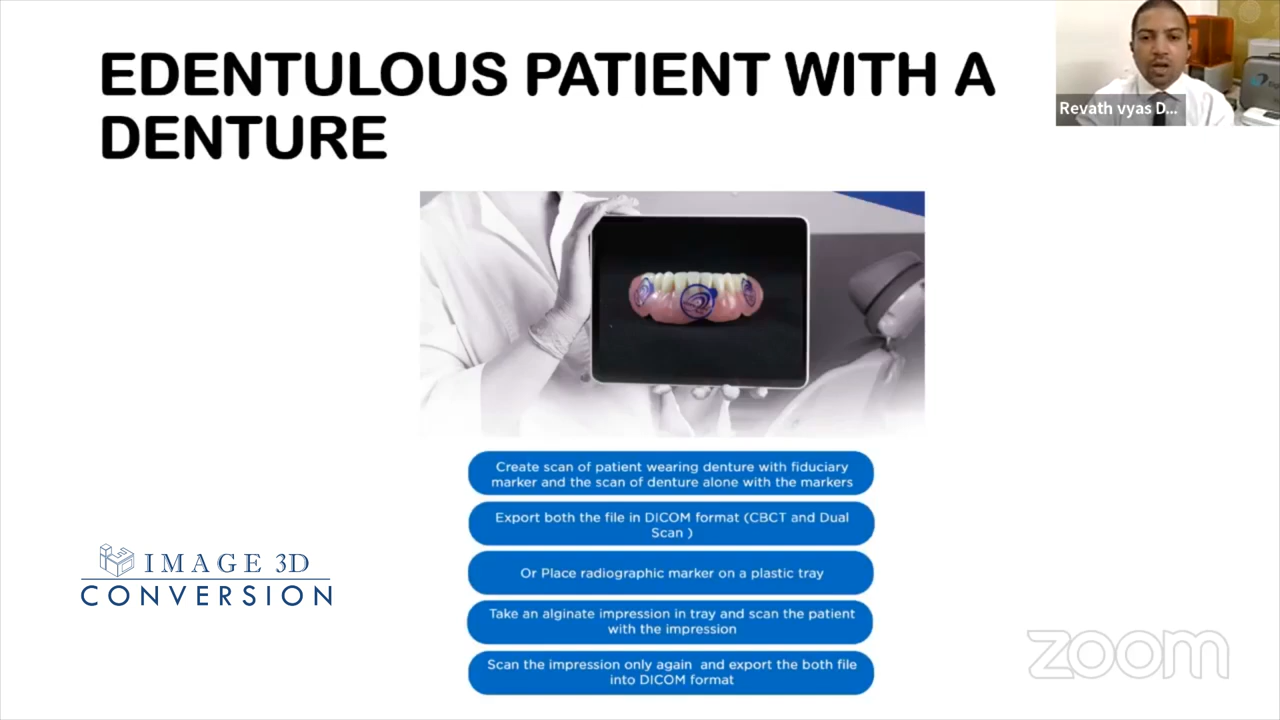 EDENTULOUS PATIENT WITH A
DENTURE
Revath vyas D...
Create scan of patient wearing denture with fiduciary
marker and the scan of denture alone with the markers
Export both the file in DICOM format (CBCT and Dual
Scan )
Or Place radiographic marker on a plastic tray
Take an alginate impression in tray and scan the patient
with the impression
Scan the impression only again and export the both file
into DICOM format
IMAGE 3D
CONVERSION
zoom